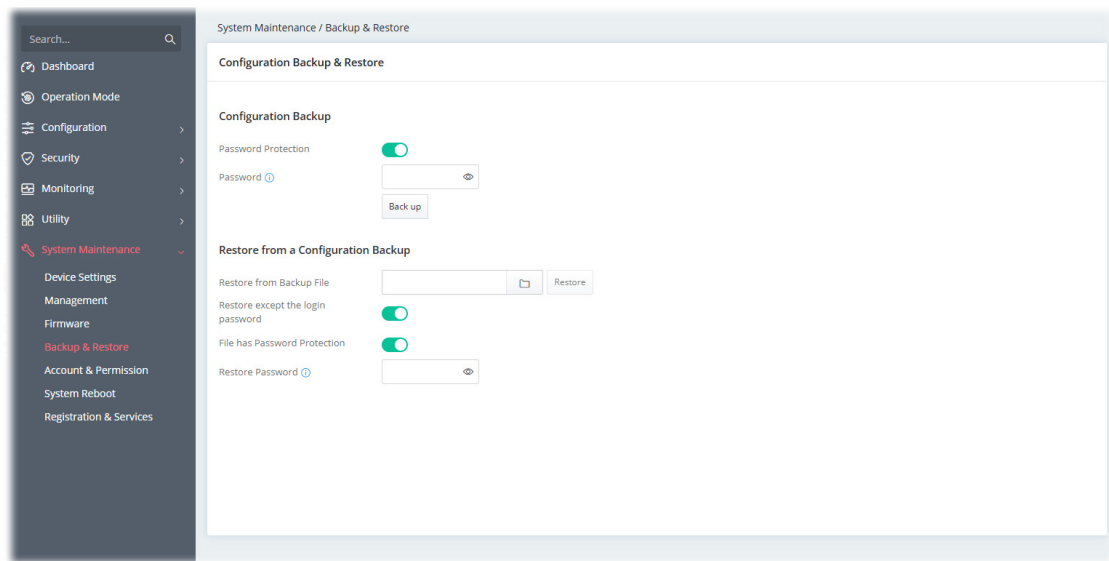 Search...
Dashboard
Operation Mode
Configuration
Security
Monitoring
Utility
System Maintenance
Device Settings
Management
Firmware
Backup & Restore
Account & Permission
System Reboot
Registration & Services
System Maintenance / Backup & Restore
Configuration Backup & Restore
Configuration Backup
Password Protection
Password
Back up
Restore from a Configuration Backup
Restore from Backup File
Restore
Restore except the login
password
File has Password Protection
Restore Password